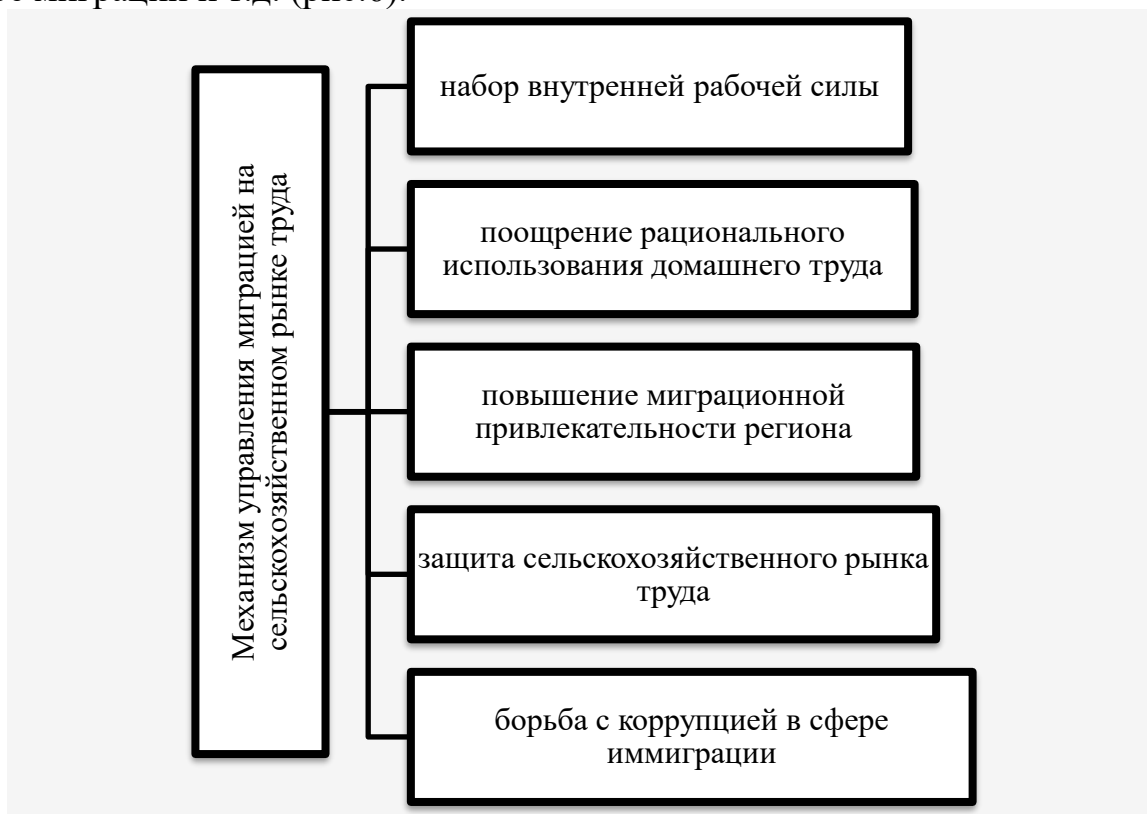 Механизм управления миграцией на
сельскохозяйственном рынке труда
набор внутренней рабочей силы
поощрение рационального
использования домашнего труда
повышение миграционной
привлекательности региона
защита сельскохозяйственного рынка
труда
борьба с коррупцией в сфере
иммиграции